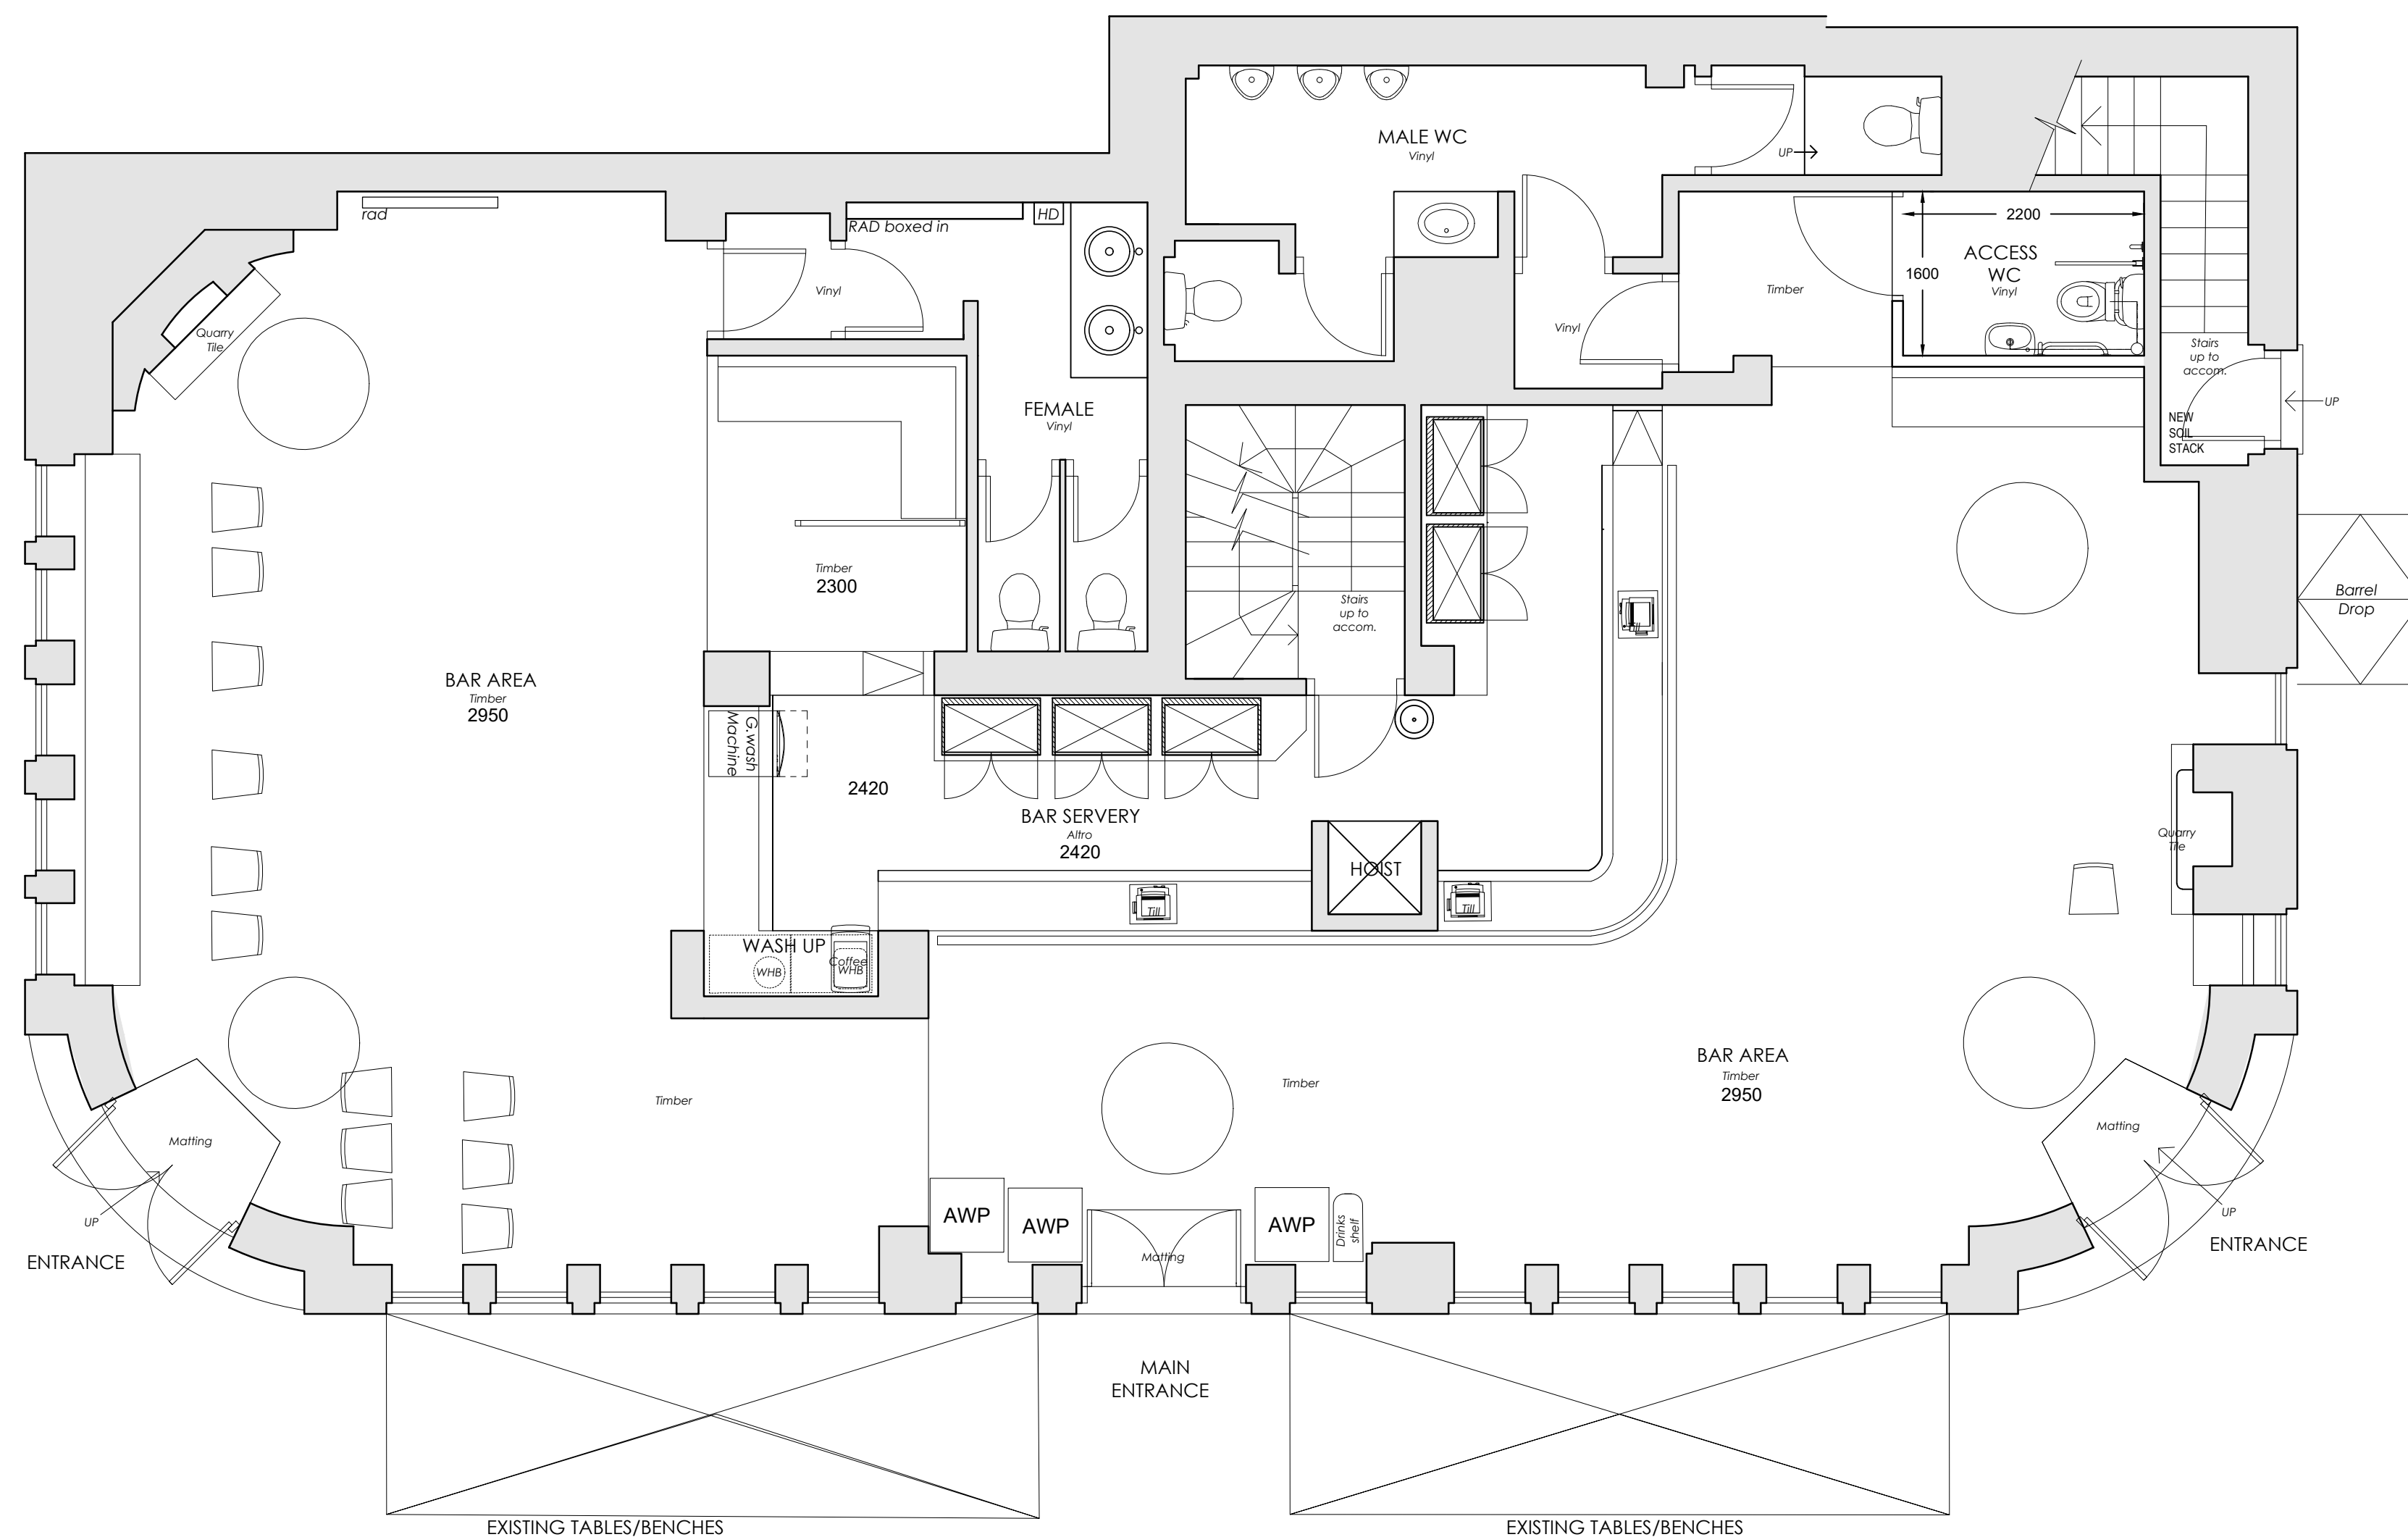 MALE WC
Vinyl
UP
rad
RAD boxed in
HD
2200
ACCESS
WC
Vinyl
1600
Vinyl
Timber
Vinyl
Quarry
Tile
Stairs
up to
accom.
UP
FEMALE
Vinyl
NEW
SOIL
STACK
Timber
2300
Stairs
up to
accom.
Till
Barrel
Drop
BAR AREA
Timber
2950
G.wash
Machine
2420
BAR SERVERY
Altro
2420
HOIST
Quarry
Tile
Till
Till
WASH UP
WHB
Coffee
WHB
BAR AREA
Timber
2950
Timber
Timber
Matting
Matting
UP
ENTRANCE
AWP
AWP
AWP
Drinks
shelf
Matting
UP
ENTRANCE
MAIN
ENTRANCE
EXISTING TABLES/BENCHES
EXISTING TABLES/BENCHES